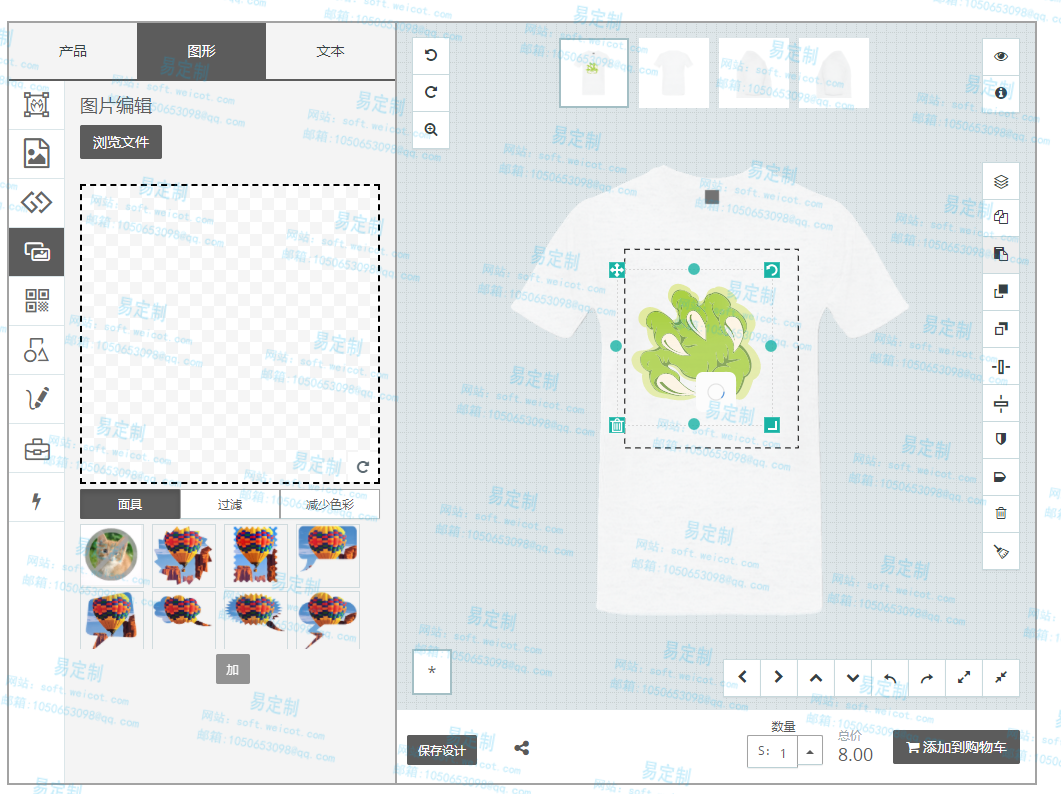 产品
图形
文本
图片编辑
浏览文件
面具
过滤
减少色彩
加
*
保存设计
数量
S: 1
总价
8.00
添加到购物车
易定制
网站: soft.weicot.com
邮箱:1050653098@qq.com